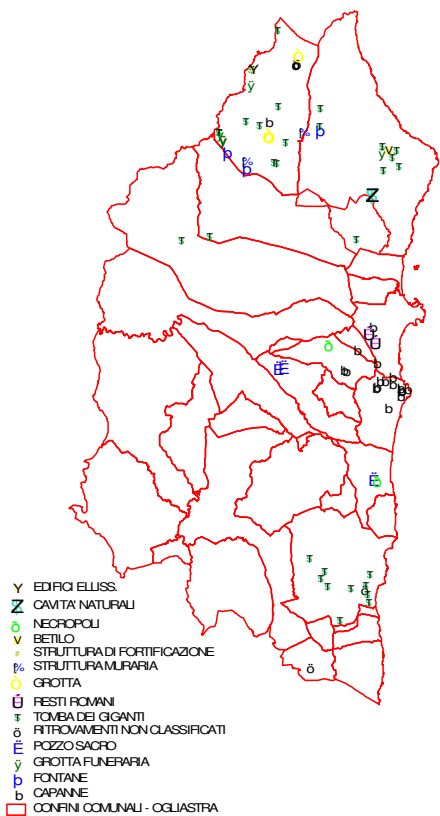 Y EDIFICI ELLISS.
Z CAVITA' NATURALI
ð NECROPOLI
v BETILO
STRUTTURA DI FORTIFICAZIONE
STRUTTURA MURARIA
ò GROTTA
Ú RESTI ROMANI
T TOMBA DEI GIGANTI
ö RITROVAMENTI NON CLASSIFICATI
Ë POZZO SACRO
ÿ GROTTA FUNERARIA
þ FONTANE
b CAPANNE
CONFINI COMUNALI - OGLIASTRA